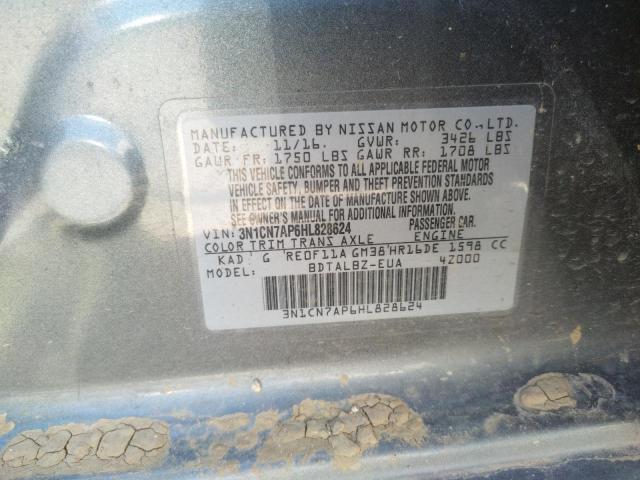 MANUFACTURED BY NISSAN MOTOR CO.,LTD.
DATE: 11/16. GVWR: 3426 LBS
GAWR FR: 1750 LBS GAWR RR: 1708 LBS
THIS VEHICLE CONFORMS TO ALL APPLICABLE FEDERAL MOTOR
VEHICLE SAFETY, BUMPER AND THEFT PREVENTION STANDARDS
IN EFFECT ON THE DATE OF MANUFACTURE SHOWN ABOVE.
SEE OWNER'S MANUAL FOR ADDITIONAL INFORMATION.
VIN: 3N1CN7AP6HL828624 PASSENGER CAR.
COLOR TRIM TRANS AXLE ENGINE
KAD G RE0F11A GM38 HR16DE 1598 CC
MODEL: BDTALBZ-EUA 4Z000
3N1CN7AP6HL828624